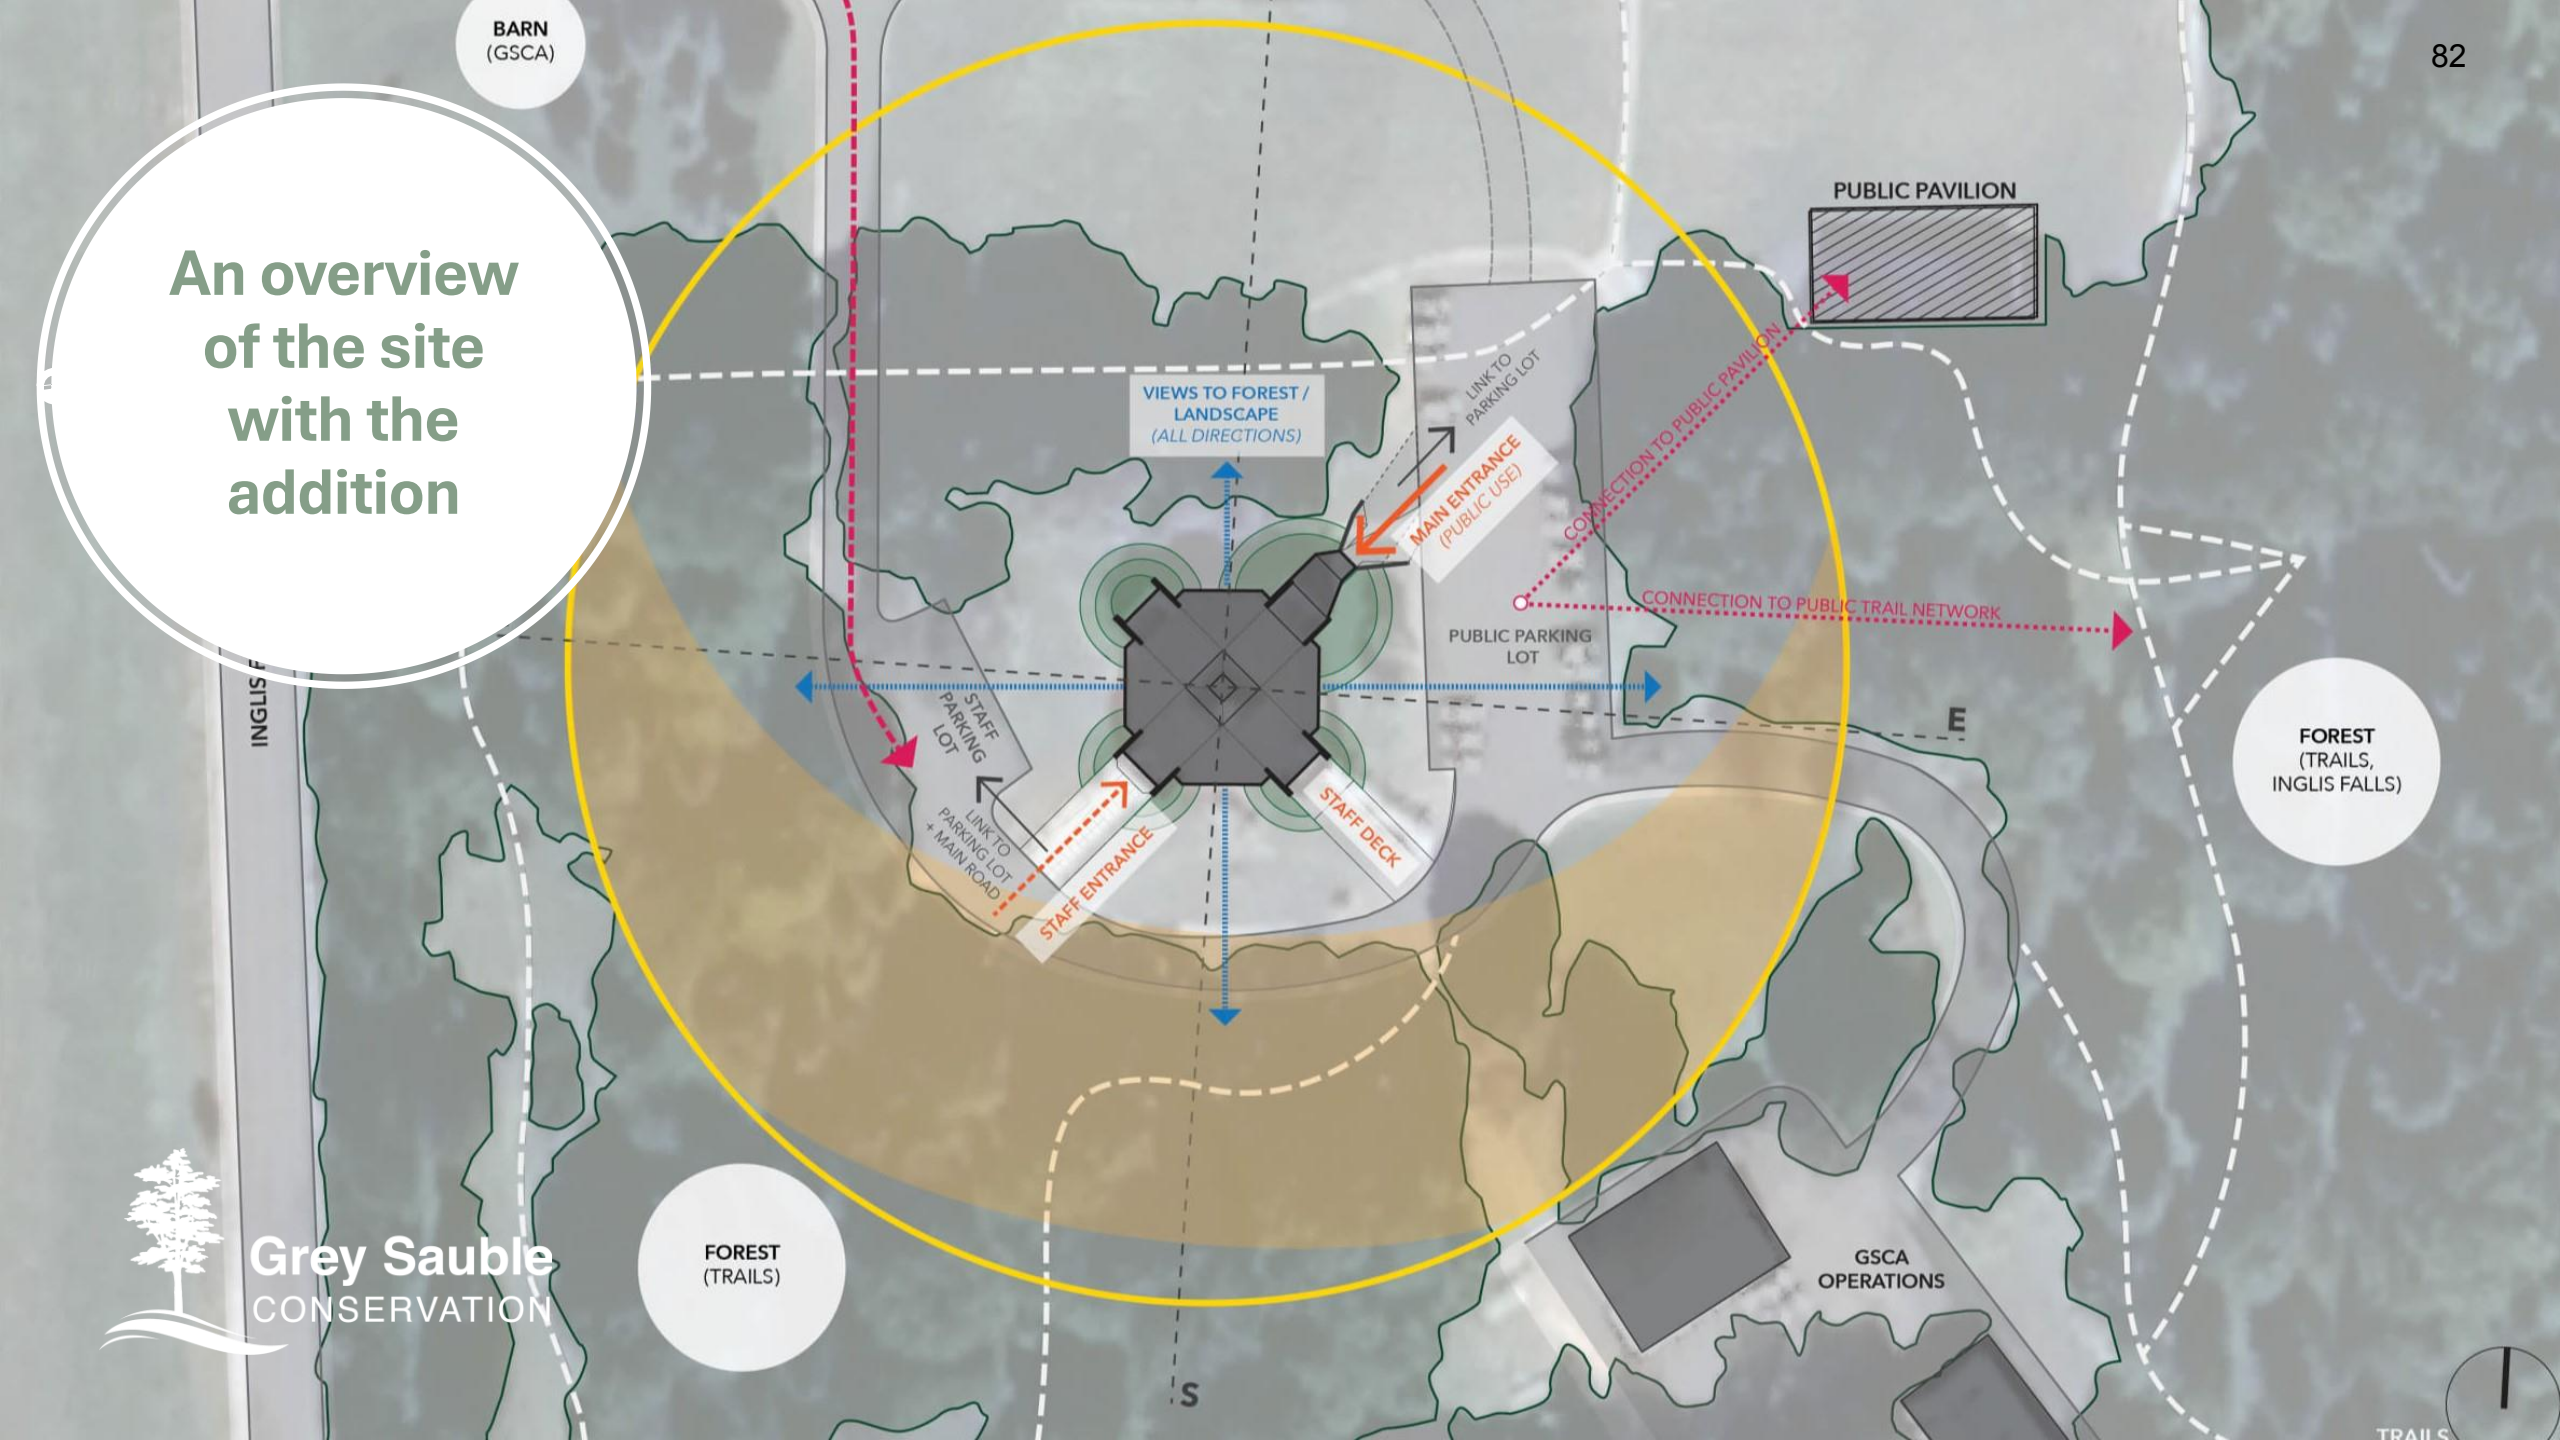 82
BARN
(GSCA)
An overview
of the site
with the
addition
PUBLIC PAVILION
VIEWS TO FOREST /
LANDSCAPE
(ALL DIRECTIONS)
LINK TO
PARKING LOT
MAIN ENTRANCE
(PUBLIC USE)
CONNECTION TO PUBLIC PAVILION
CONNECTION TO PUBLIC TRAIL NETWORK
PUBLIC PARKING
LOT
INGLIS
STAFF
PARKING
LOT
E
FOREST
(TRAILS,
INGLIS FALLS)
LINK TO
PARKING LOT
+ MAIN ROAD
STAFF ENTRANCE
STAFF DECK
FOREST
(TRAILS)
GSCA
OPERATIONS
Grey Sauble
CONSERVATION
S
TRAILS